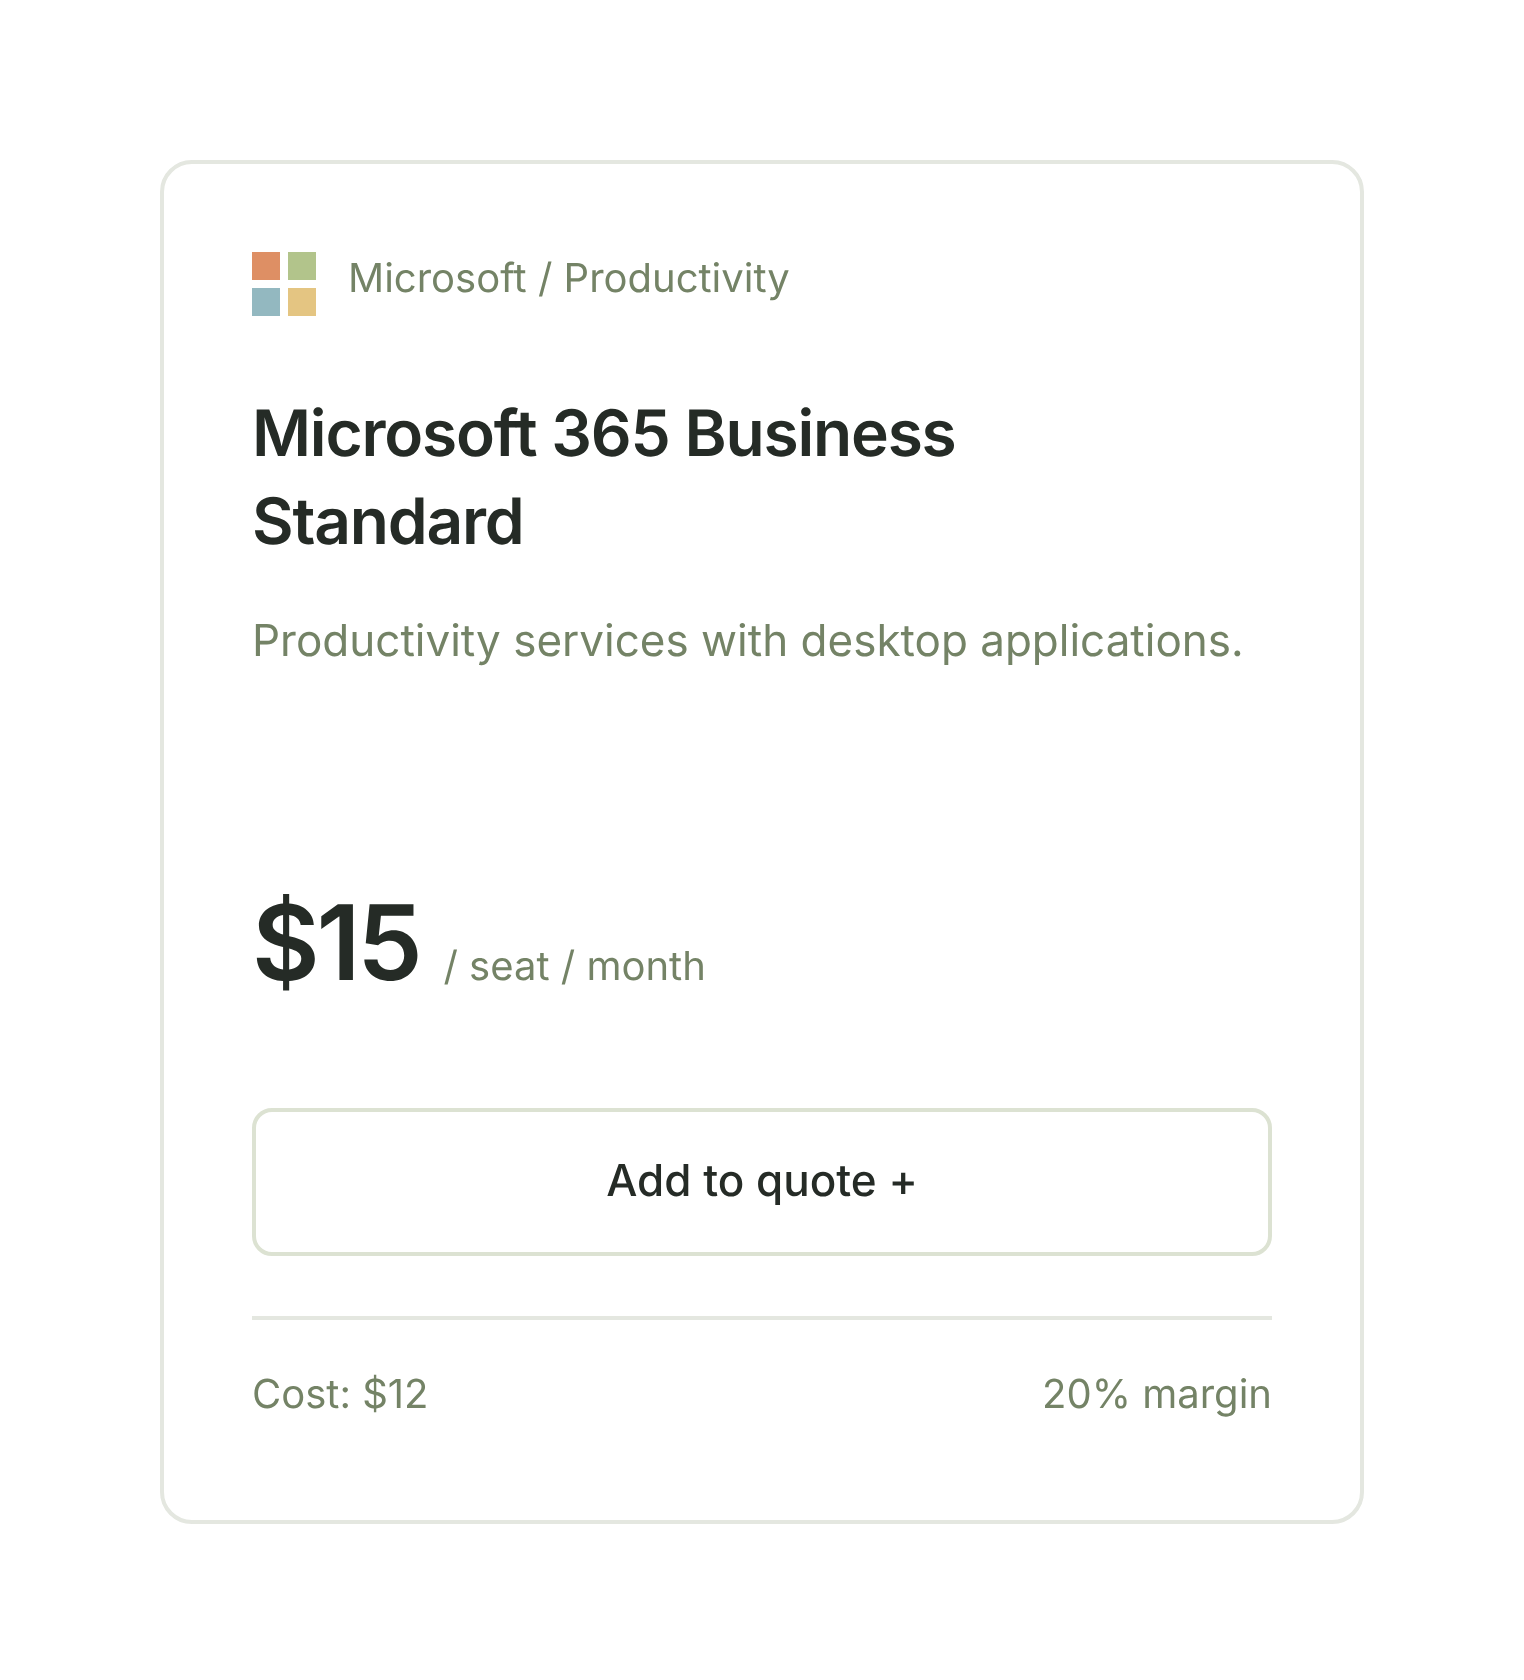 Microsoft / Productivity
Microsoft 365 Business
Standard
Productivity services with desktop applications.
$15 / seat / month
Add to quote +
Cost: $12
20% margin